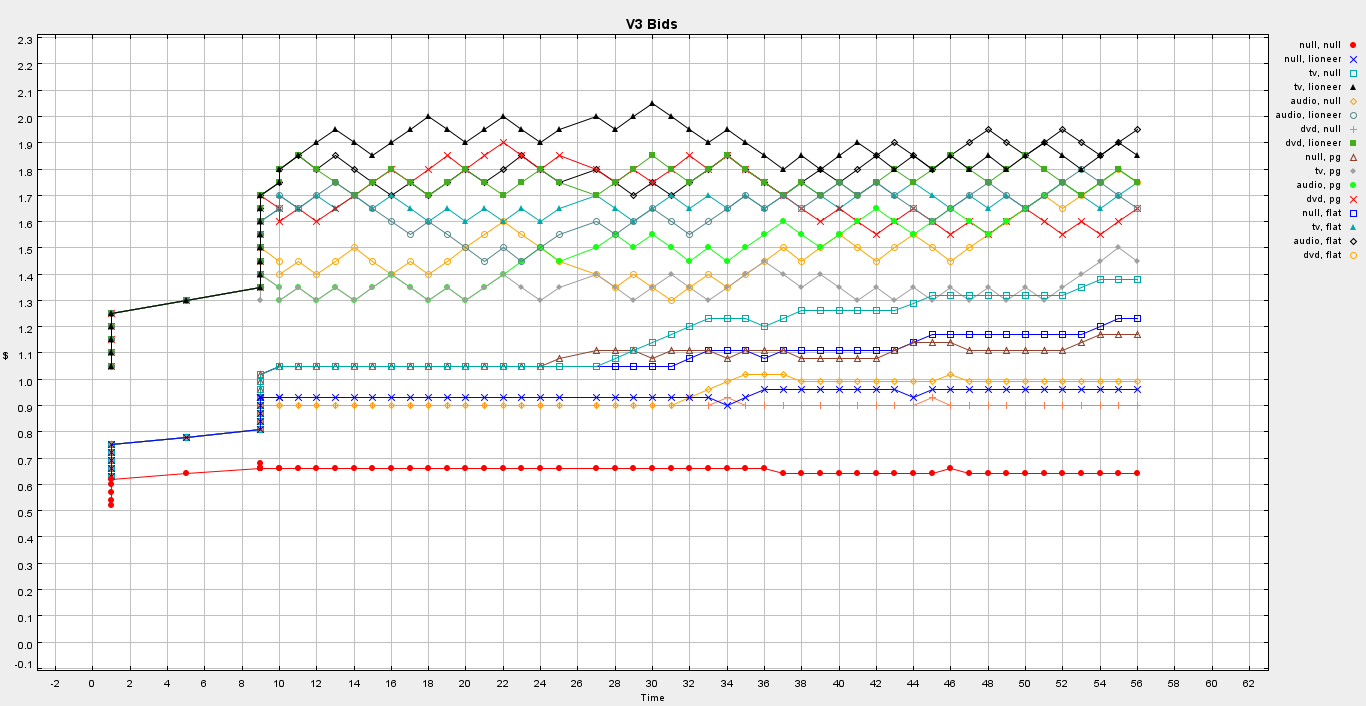 V3 Bids
2.3
2.2
2.1
2.0
1.9
1.8
1.7
1.6
1.5
1.4
1.3
1.2
1.1
1.0
0.9
0.8
0.7
0.6
0.5
0.4
0.3
0.2
0.1
0.0
-0.1
$
-2 0 2 4 6 8 10 12 14 16 18 20 22 24 26 28 30 32 34 36 38 40 42 44 46 48 50 52 54 56 58 60 62
Time
null, null
null, lioneer
tv, null
tv, lioneer
audio, null
audio, lioneer
dvd, null
dvd, lioneer
null, pg
tv, pg
audio, pg
dvd, pg
null, flat
tv, flat
audio, flat
dvd, flat